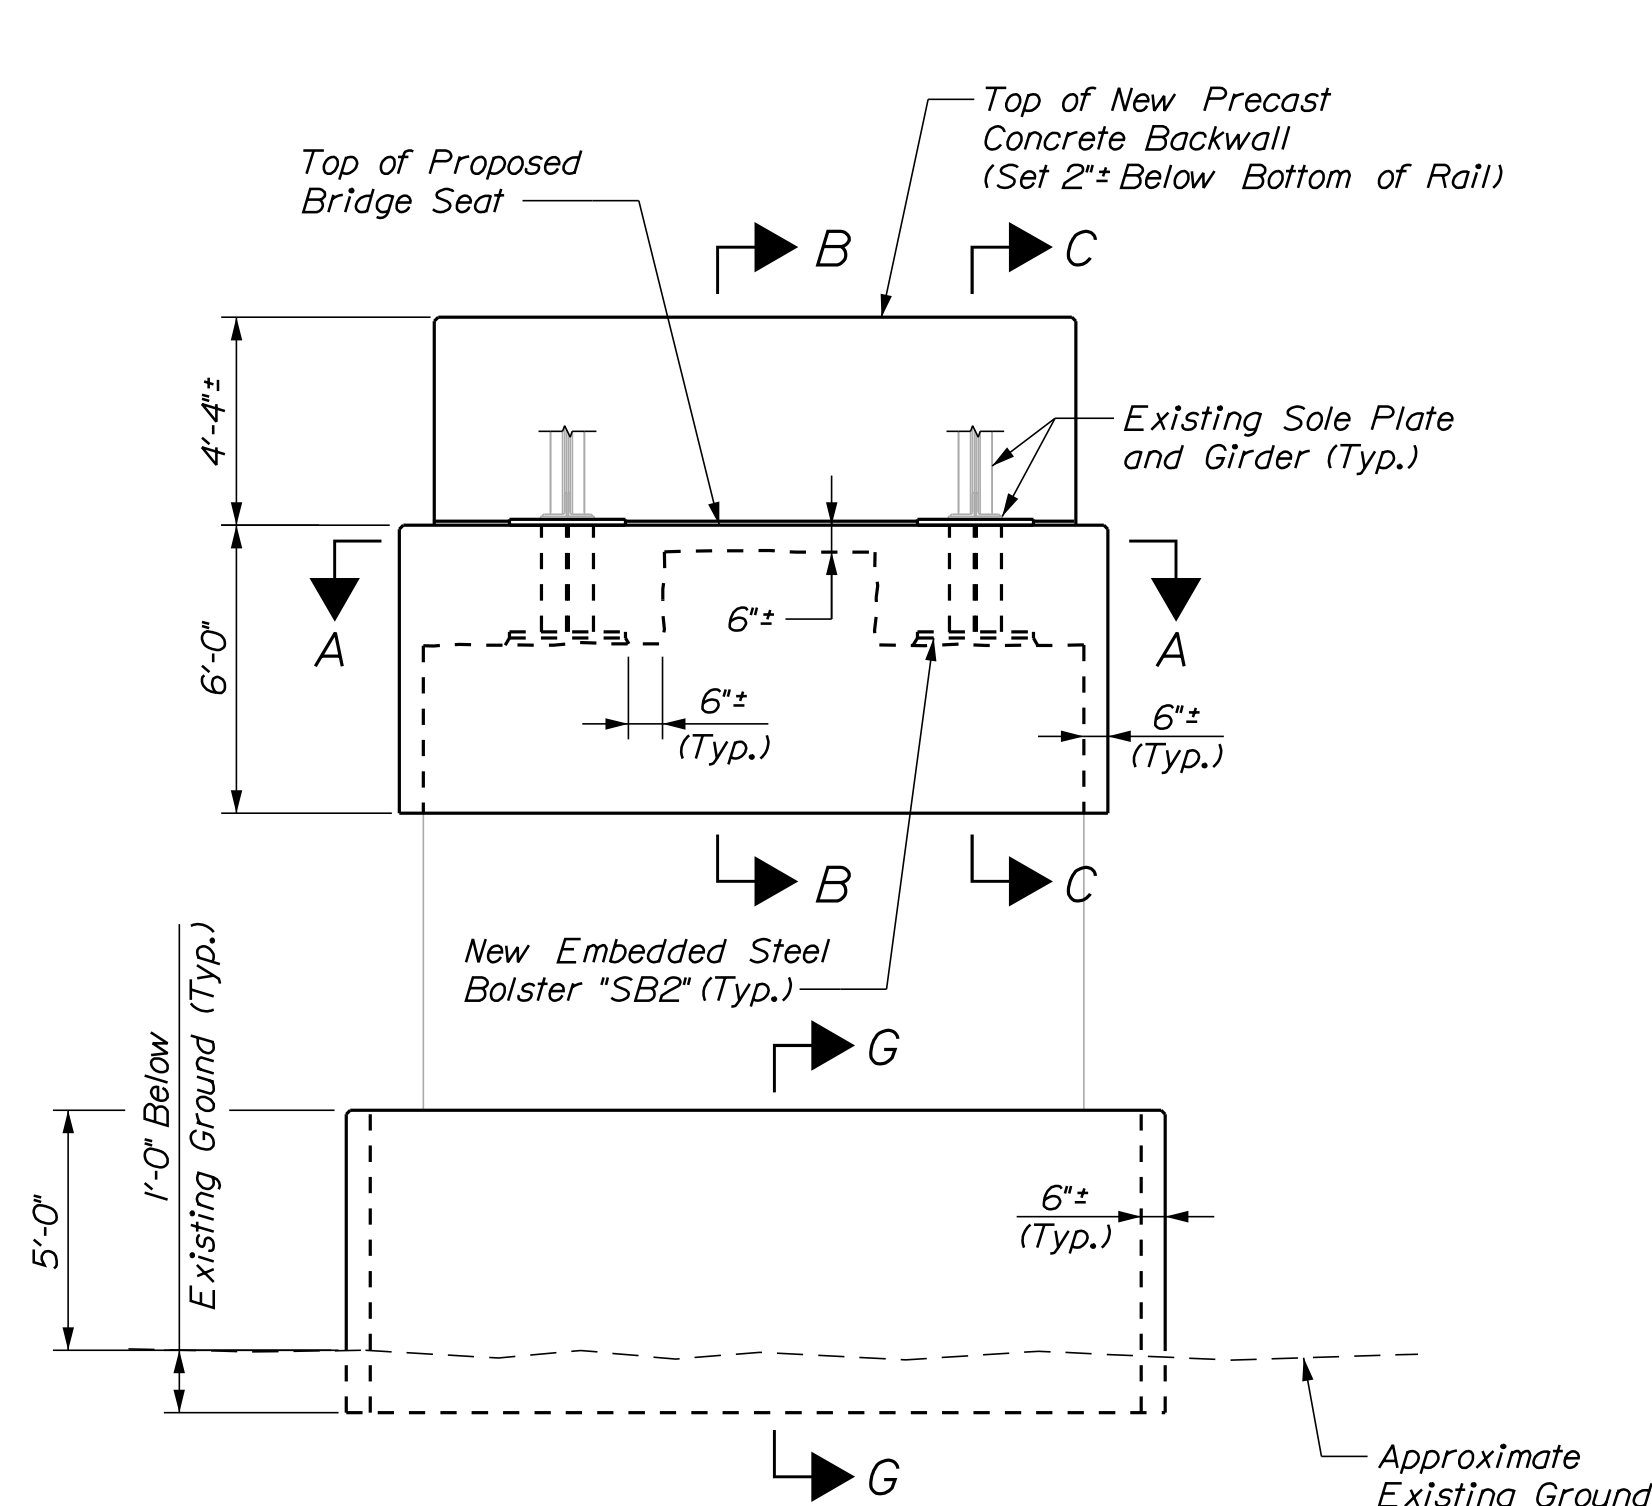 Top of New Precast
Concrete Backwall
(Set 2"± Below Bottom of Rail)
Top of Proposed
Bridge Seat
B
C
4'-4"±
Existing Sole Plate
and Girder (Typ.)
6"±
A
A
6'-0"
6"±
(Typ.)
6"±
(Typ.)
B
C
New Embedded Steel
Bolster "SB2" (Typ.)
1'-0" Below
Existing Ground (Typ.)
G
5'-0"
6"±
(Typ.)
Approximate
Existing Ground
G